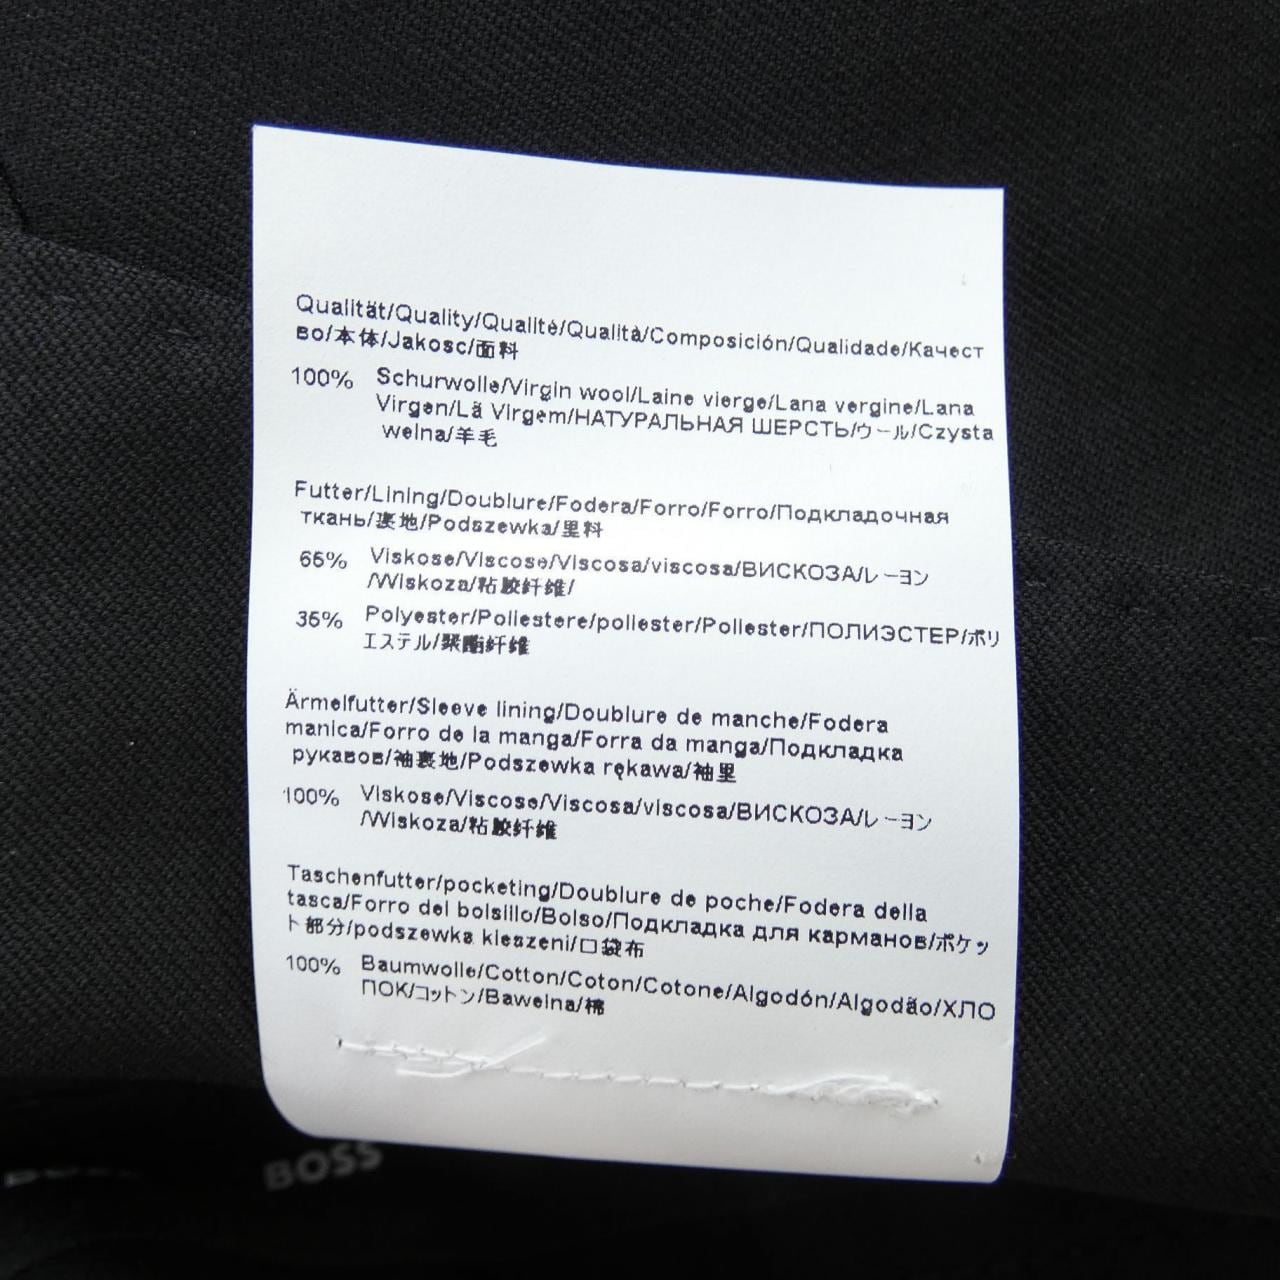 Qualität/Quality/Qualité/Qualità/Composición/Qualidade/Качест
во/本体/Jakosc/面料
100% Schurwolle/Virgin wool/Laine vierge/Lana vergine/Lana
Virgen/Lã Virgem/НАТУРАЛЬНАЯ ШЕРСТЬ/ウール/Czysta
welna/羊毛
Futter/Lining/Doublure/Fodera/Forro/Forro/Подкладочная
ткань/裏地/Podszewka/里料
65% Viskose/Viscose/Viscosa/viscosa/ВИСКОЗА/レーヨン
/Wiskoza/粘胶纤维/
35% Polyester/Poliestere/poliester/Poliester/ПОЛИЭСТЕР/ポリ
エステル/聚酯纤维
Ärmelfutter/Sleeve lining/Doublure de manche/Fodera
manica/Forro de la manga/Forra da manga/Подкладка
рукавов/袖裏地/Podszewka rękawa/袖里
100% Viskose/Viscose/Viscosa/viscosa/ВИСКОЗА/レーヨン
/Wiskoza/粘胶纤维
Taschenfutter/pocketing/Doublure de poche/Fodera della
tasca/Forro del bolsillo/Bolso/Подкладка для карманов/ポケッ
ト部分/podszewka kieszeni/口袋布
100% Baumwolle/Cotton/Coton/Cotone/Algodón/Algodão/ХЛО
ПОК/コットン/Bawelna/棉
BOSS